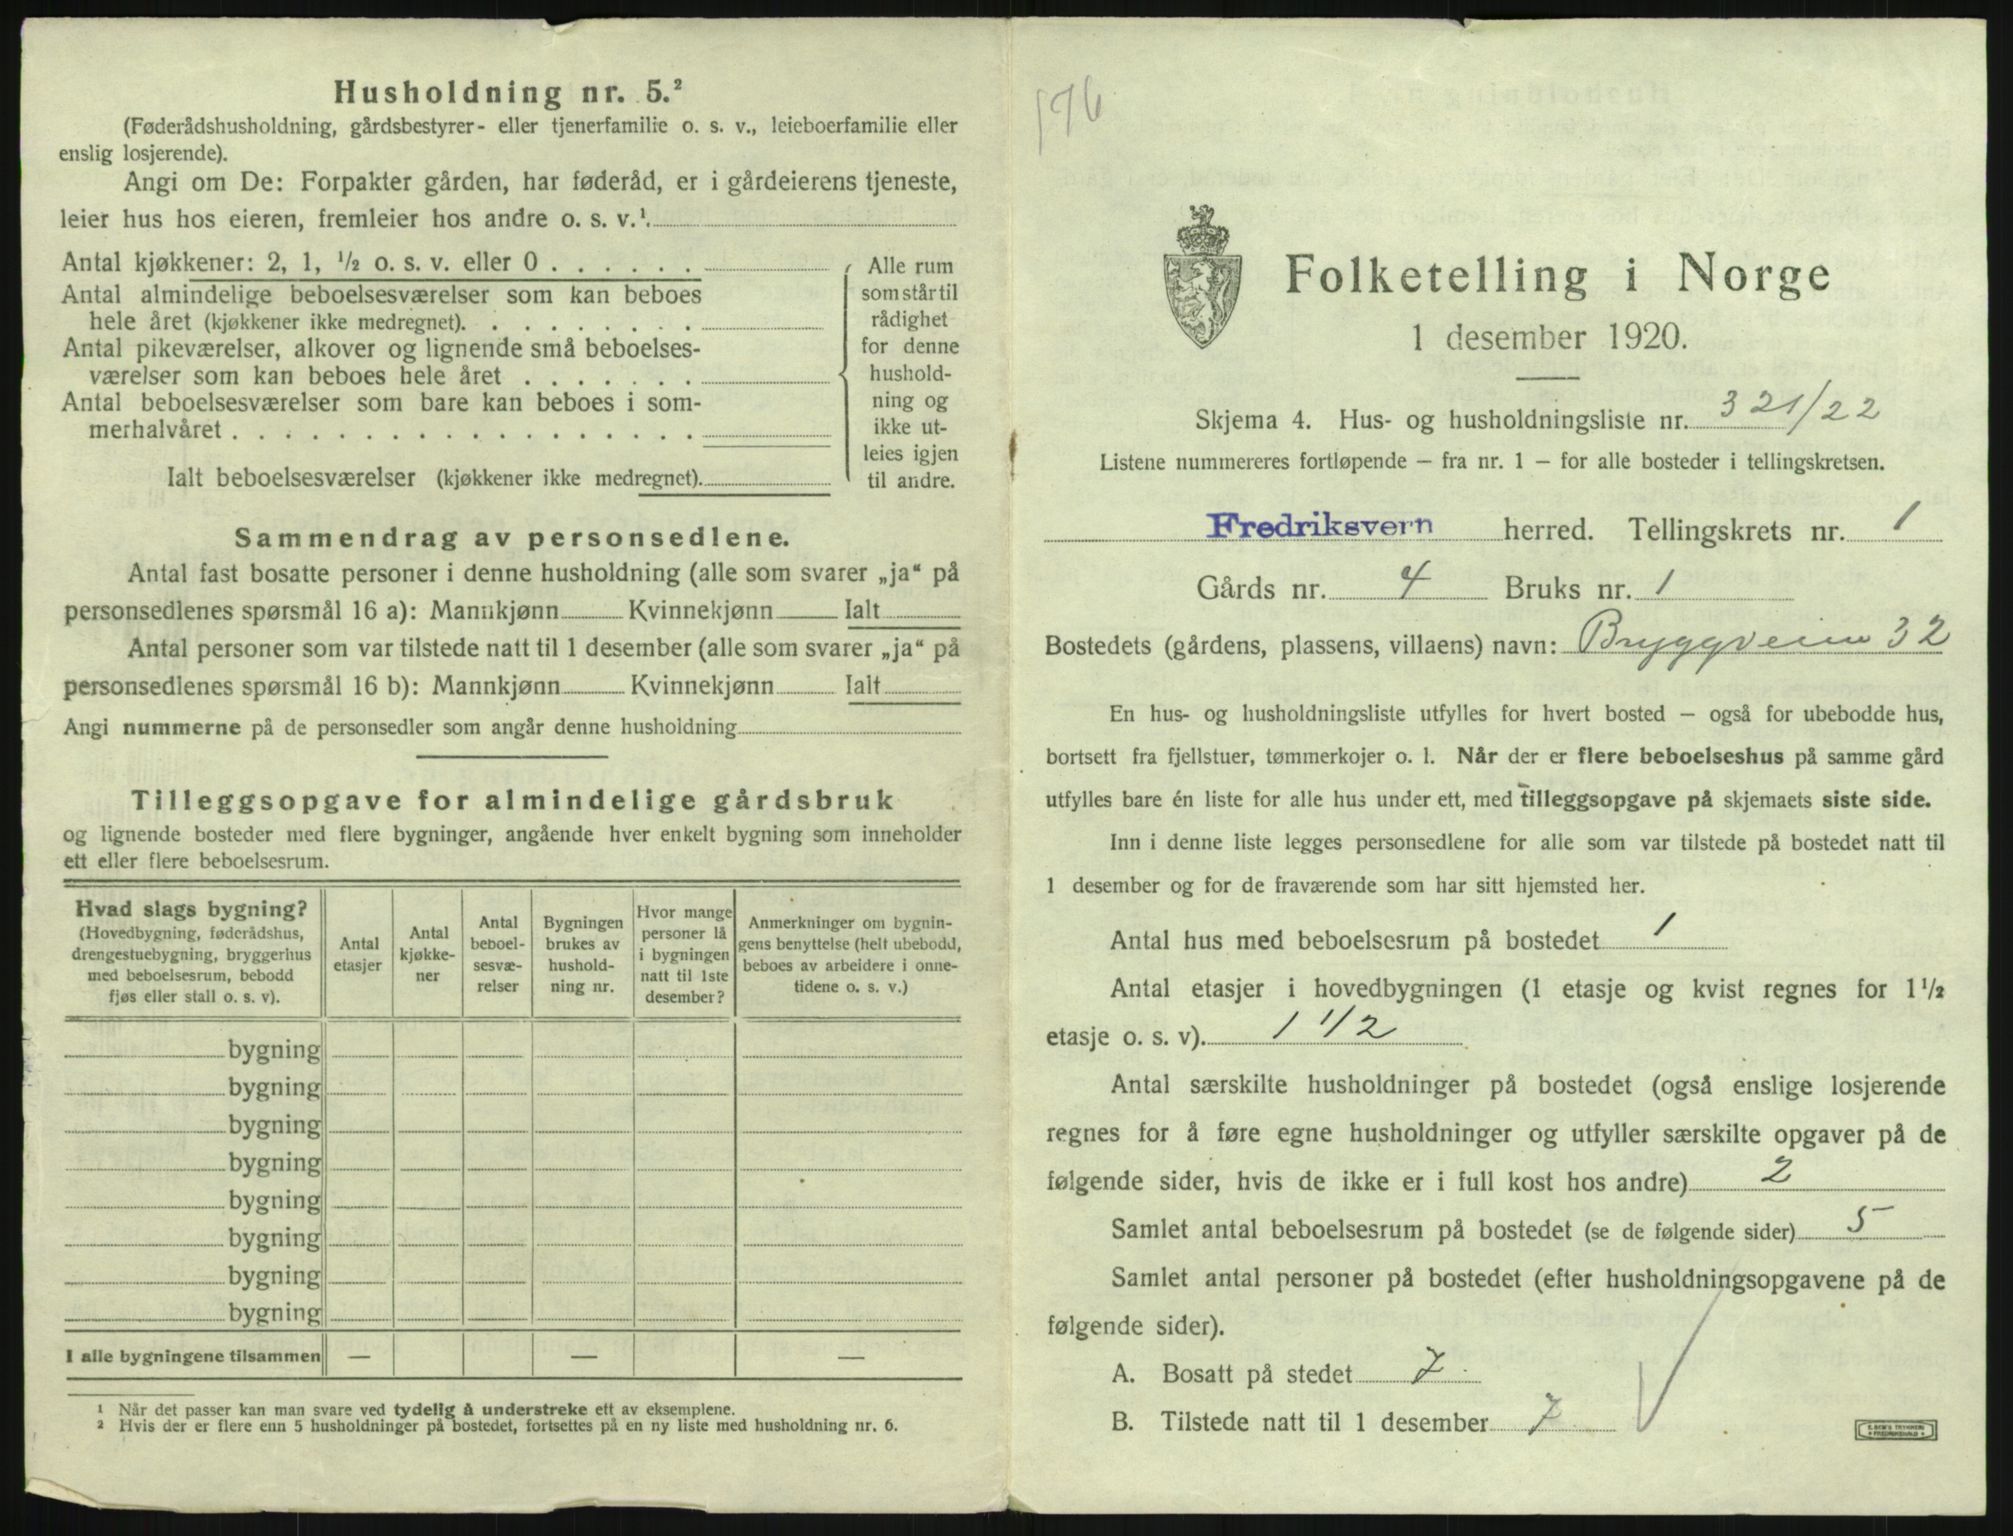 Husholdning nr. 5.²
(Føderådshusholdning, gårdsbestyrer- eller tjenerfamilie o. s. v., leieboerfamilie eller
enslig losjerende).
Angi om De: Forpakter gården, har føderåd, er i gårdeierens tjeneste,
leier hus hos eieren, fremleier hos andre o. s. v.¹.
Antal kjøkkener: 2, 1, ½ o. s. v. eller 0 . . . . . .
Antal almindelige beboelsesværelser som kan beboes
hele året (kjøkkener ikke medregnet). . . . . . . . .
Antal pikeværelser, alkover og lignende små beboelses-
værelser som kan beboes hele året . . . . . . .
Antal beboelsesværelser som bare kan beboes i som-
merhalvåret . . . . . . . . . . . . . . . . . .
Ialt beboelsesværelser (kjøkkener ikke medregnet).
Alle rum
som står til
rådighet
for denne
hushold-
ning og
ikke ut-
leies igjen
til andre.
Sammendrag av personsedlene.
Antal fast bosatte personer i denne husholdning (alle som svarer „ja“ på
personsedlenes spørsmål 16 a): Mannkjønn Kvinnekjønn Ialt
Antal personer som var tilstede natt til 1 desember (alle som svarer „ja“ på
personsedlenes spørsmål 16 b): Mannkjønn Kvinnekjønn Ialt
Angi nummerne på de personsedler som angår denne husholdning
Tilleggsopgave for almindelige gårdsbruk
og lignende bosteder med flere bygninger, angående hver enkelt bygning som inneholder
ett eller flere beboelsesrum.
Hvad slags bygning?
(Hovedbygning, føderådshus,
drengestuebygning, bryggerhus
med beboelsesrum, bebodd
fjøs eller stall o. s. v).
Antal
etasjer
Antal
kjøkke-
ner
Antal
beboel-
sesvæ-
relser
Bygningen
brukes av
hushold-
ning nr.
Hvor mange
personer lå
i bygningen
natt til 1ste
desember?
Anmerkninger om bygnin-
gens benyttelse (helt ubebodd,
beboes av arbeidere i onne-
tidene o. s. v.)
bygning
bygning
bygning
bygning
bygning
bygning
bygning
bygning
I alle bygningene tilsammen — — —
¹ Når det passer kan man svare ved tydelig å understreke ett av eksemplene.
² Hvis der er flere enn 5 husholdninger på bostedet, fortsettes på en ny liste med husholdning nr. 6.
196
Folketelling i Norge
1 desember 1920.
Skjema 4. Hus- og husholdningsliste nr. 321/22
Listene nummereres fortløpende – fra nr. 1 – for alle bosteder i tellingskretsen.
Fredriksvern herred. Tellingskrets nr. 1
Gårds nr. 4 Bruks nr. 1
Bostedets (gårdens, plassens, villaens) navn: Bryggveien 32
En hus- og husholdningsliste utfylles for hvert bosted – også for ubebodde hus,
bortsett fra fjellstuer, tømmerkojer o. l. Når der er flere beboelseshus på samme gård
utfylles bare én liste for alle hus under ett, med tilleggsopgave på skjemaets siste side.
Inn i denne liste legges personsedlene for alle som var tilstede på bostedet natt til
1 desember og for de fraværende som har sitt hjemsted her.
Antal hus med beboelsesrum på bostedet 1
Antal etasjer i hovedbygningen (1 etasje og kvist regnes for 1½
etasje o. s. v). 1 1/2
Antal særskilte husholdninger på bostedet (også enslige losjerende
regnes for å føre egne husholdninger og utfyller særskilte opgaver på de
følgende sider, hvis de ikke er i full kost hos andre) 2
Samlet antal beboelsesrum på bostedet (se de følgende sider) 5
Samlet antal personer på bostedet (efter husholdningsopgavene på de
følgende sider).
A. Bosatt på stedet 7
B. Tilstede natt til 1 desember 7